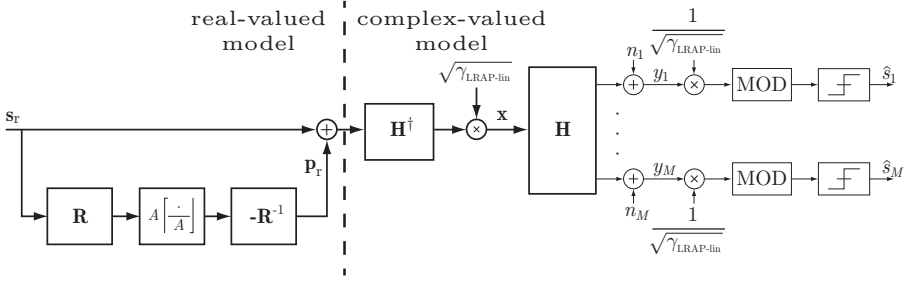 real-valued model
complex-valued model
s_r
+
p_r
R
A⌈·/A⌋
-R^-1
H^†
√γ_LRAP-lin
×
x
H
n_1
+
y_1
1/√γ_LRAP-lin
×
MOD
ŝ_1
. . .
n_M
+
y_M
1/√γ_LRAP-lin
×
MOD
ŝ_M